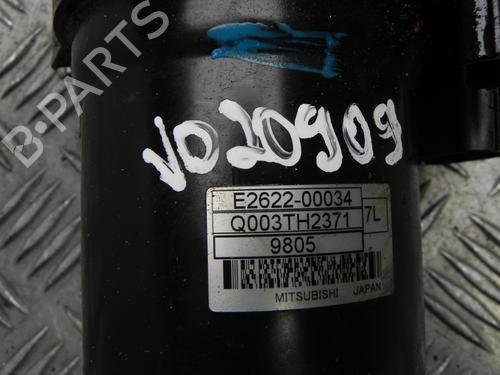 B-PARTS
VO20909
E2622-00034
Q003TH2371 7L
9805
MITSUBISHI JAPAN